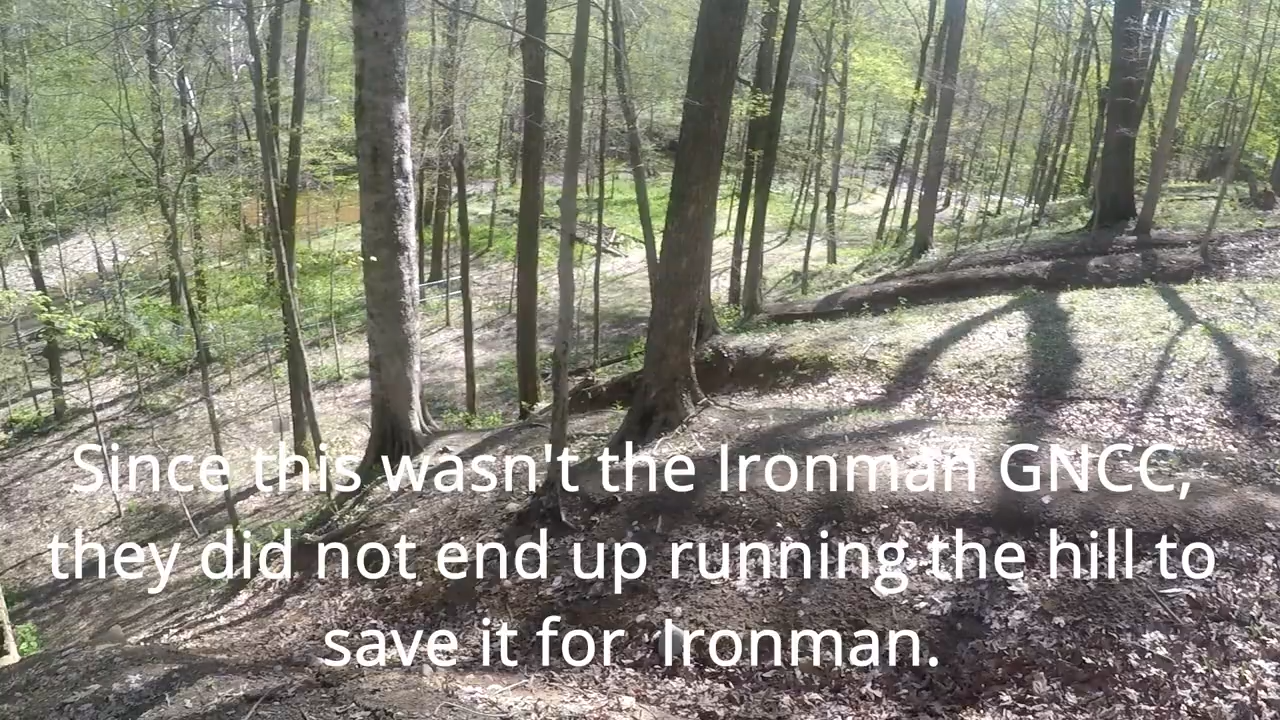 Since this wasn't the Ironman GNCC,
they did not end up running the hill to
save it for  Ironman.